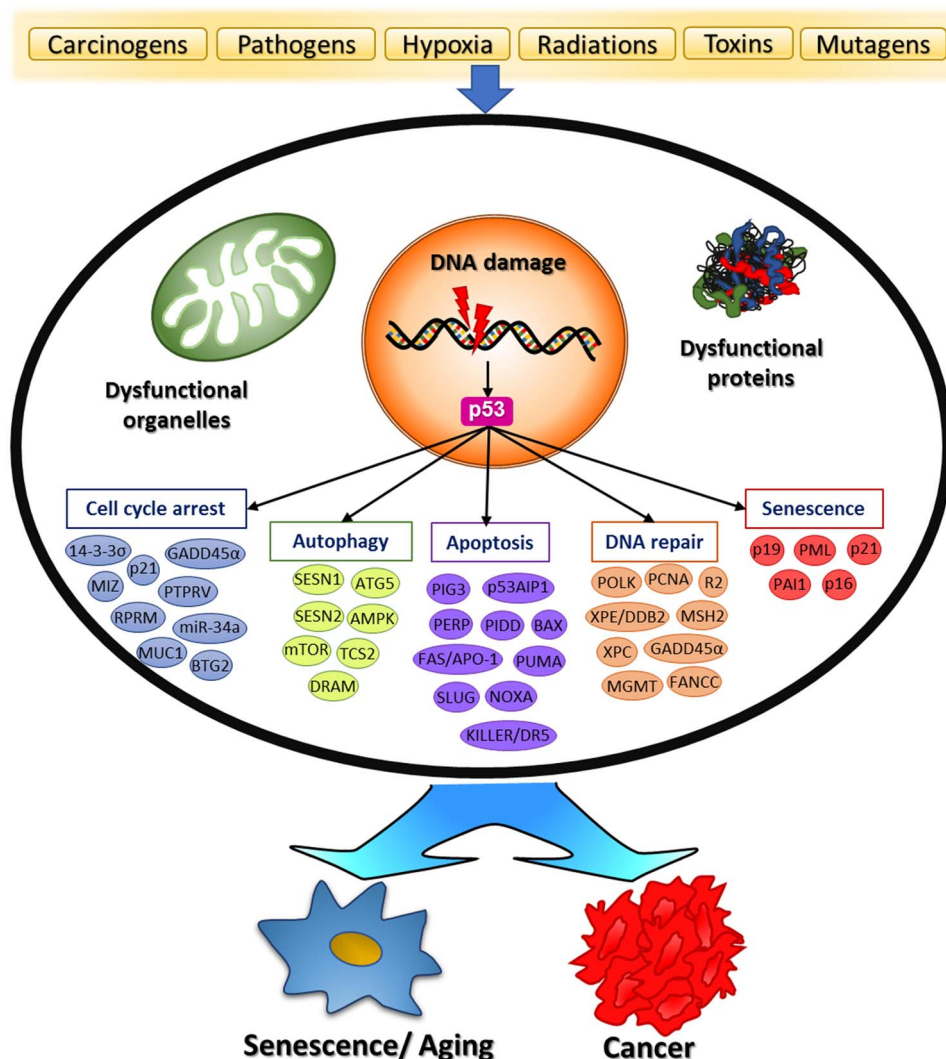 Carcinogens Pathogens Hypoxia Radiations Toxins Mutagens
DNA damage
Dysfunctional
organelles
Dysfunctional
proteins
p53
Cell cycle arrest
14-3-3σ
p21
GADD45α
MIZ
PTPRV
RPRM
miR-34a
MUC1
BTG2
Autophagy
SESN1
ATG5
SESN2
AMPK
mTOR
TCS2
DRAM
Apoptosis
PIG3
p53AIP1
PERP
PIDD
BAX
FAS/APO-1
PUMA
SLUG
NOXA
KILLER/DR5
DNA repair
POLK
PCNA
R2
XPE/DDB2
MSH2
XPC
GADD45α
MGMT
FANCC
Senescence
p19
PML
p21
PAI1
p16
Senescence/ Aging
Cancer